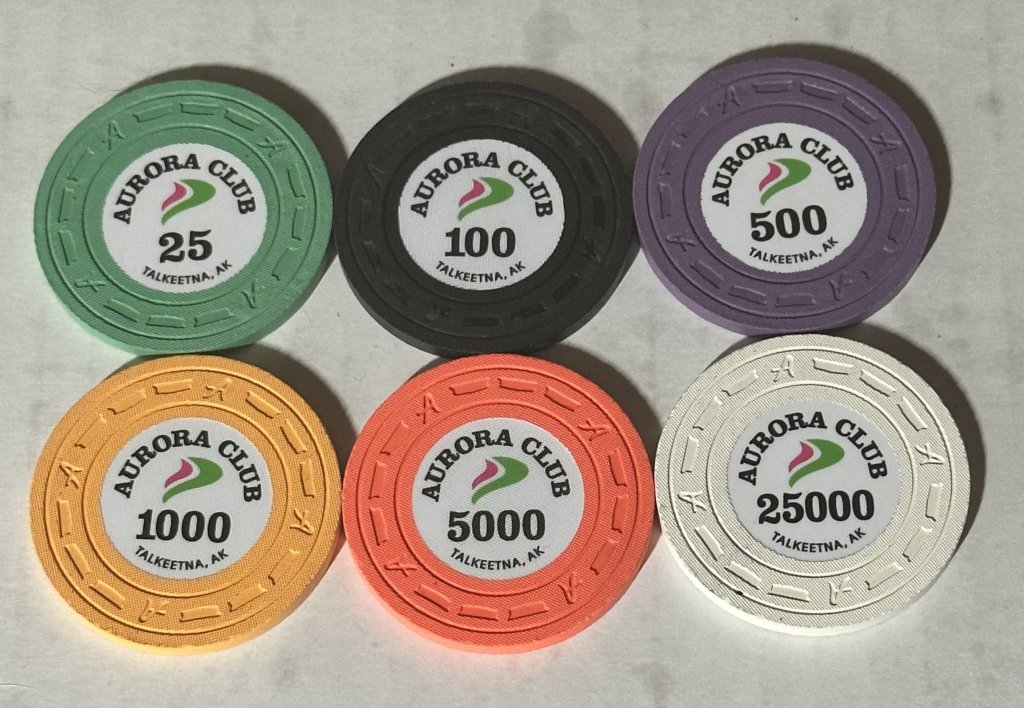 AURORA CLUB
25
TALKEETNA, AK
AURORA CLUB
100
TALKEETNA, AK
AURORA CLUB
500
TALKEETNA, AK
AURORA CLUB
1000
TALKEETNA, AK
AURORA CLUB
5000
TALKEETNA, AK
AURORA CLUB
25000
TALKEETNA, AK